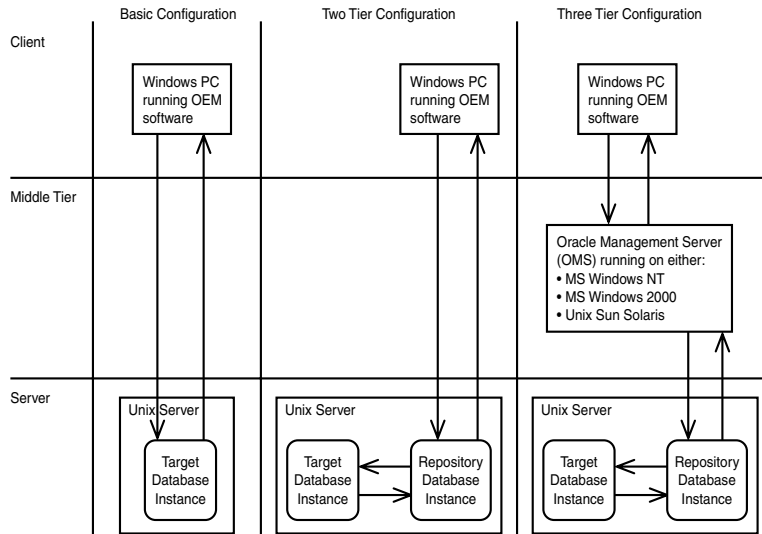 Basic Configuration
Two Tier Configuration
Three Tier Configuration
Client
Windows PC
running OEM
software
Windows PC
running OEM
software
Windows PC
running OEM
software
Middle Tier
Oracle Management Server
(OMS) running on either:
• MS Windows NT
• MS Windows 2000
• Unix Sun Solaris
Server
Unix Server
Target
Database
Instance
Unix Server
Target
Database
Instance
Repository
Database
Instance
Unix Server
Target
Database
Instance
Repository
Database
Instance